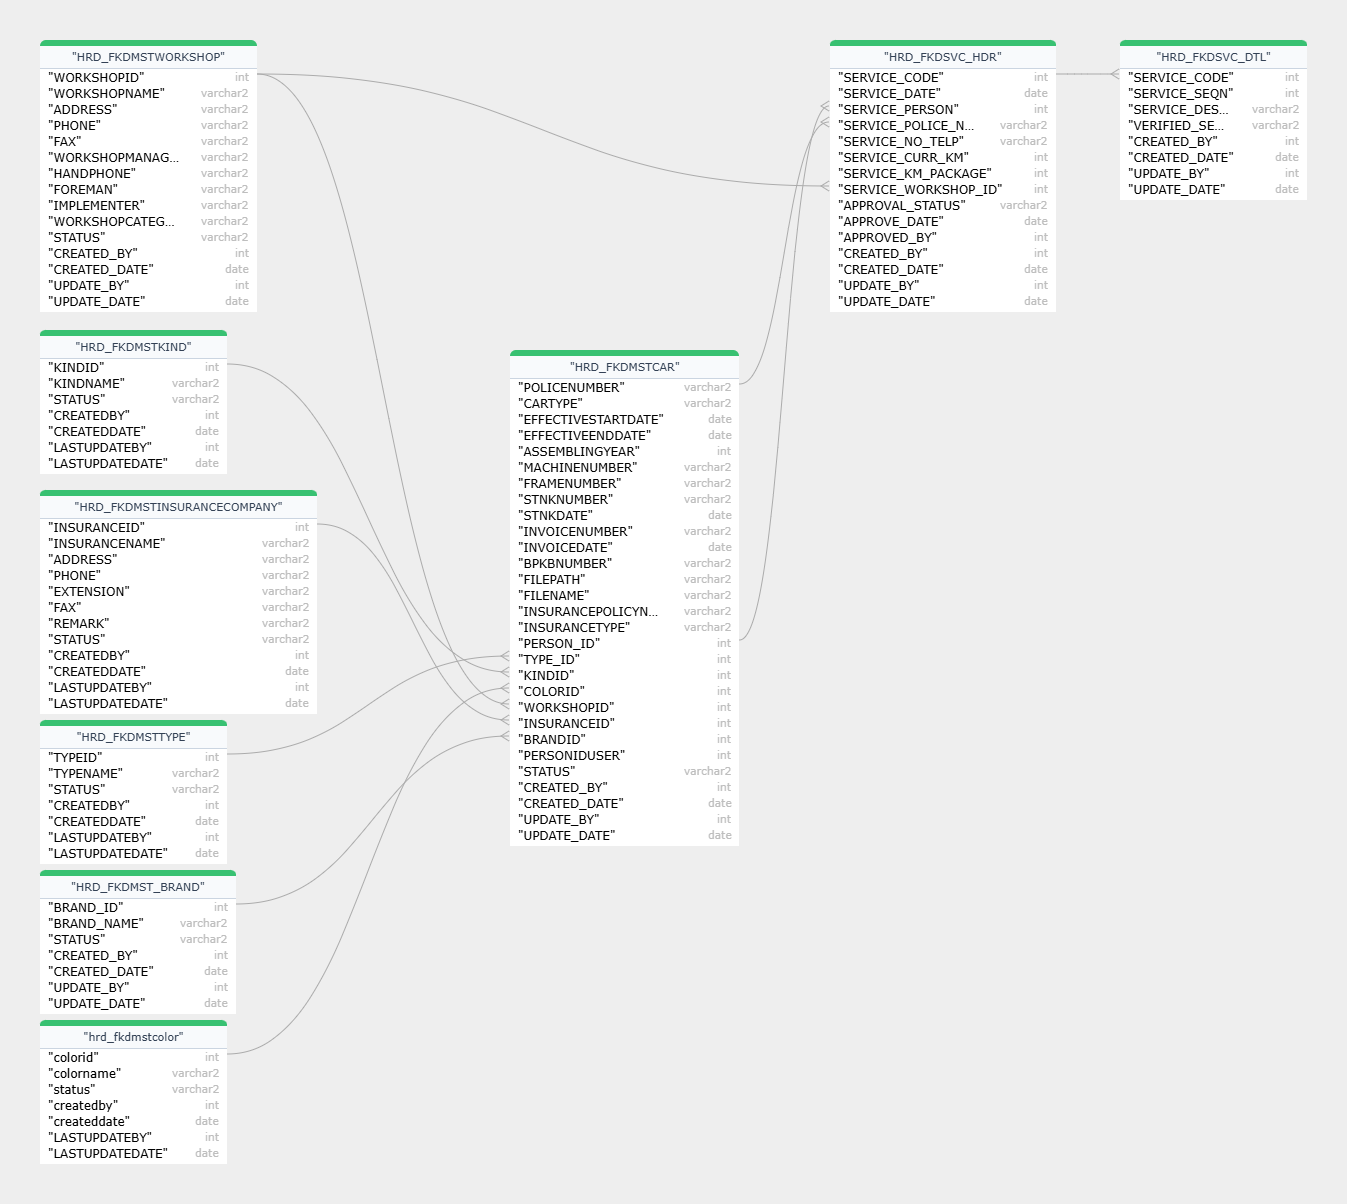 "HRD_FKDMSTWORKSHOP"
"WORKSHOPID" int
"WORKSHOPNAME" varchar2
"ADDRESS" varchar2
"PHONE" varchar2
"FAX" varchar2
"WORKSHOPMANAG... varchar2
"HANDPHONE" varchar2
"FOREMAN" varchar2
"IMPLEMENTER" varchar2
"WORKSHOPCATEG... varchar2
"STATUS" varchar2
"CREATED_BY" int
"CREATED_DATE" date
"UPDATE_BY" int
"UPDATE_DATE" date
"HRD_FKDMSTKIND"
"KINDID" int
"KINDNAME" varchar2
"STATUS" varchar2
"CREATEDBY" int
"CREATEDDATE" date
"LASTUPDATEBY" int
"LASTUPDATEDATE" date
"HRD_FKDMSTINSURANCECOMPANY"
"INSURANCEID" int
"INSURANCENAME" varchar2
"ADDRESS" varchar2
"PHONE" varchar2
"EXTENSION" varchar2
"FAX" varchar2
"REMARK" varchar2
"STATUS" varchar2
"CREATEDBY" int
"CREATEDDATE" date
"LASTUPDATEBY" int
"LASTUPDATEDATE" date
"HRD_FKDMSTTYPE"
"TYPEID" int
"TYPENAME" varchar2
"STATUS" varchar2
"CREATEDBY" int
"CREATEDDATE" date
"LASTUPDATEBY" int
"LASTUPDATEDATE" date
"HRD_FKDMST_BRAND"
"BRAND_ID" int
"BRAND_NAME" varchar2
"STATUS" varchar2
"CREATED_BY" int
"CREATED_DATE" date
"UPDATE_BY" int
"UPDATE_DATE" date
"hrd_fkdmstcolor"
"colorid" int
"colorname" varchar2
"status" varchar2
"createdby" int
"createddate" date
"LASTUPDATEBY" int
"LASTUPDATEDATE" date
"HRD_FKDMSTCAR"
"POLICENUMBER" varchar2
"CARTYPE" varchar2
"EFFECTIVESTARTDATE" date
"EFFECTIVEENDDATE" date
"ASSEMBLINGYEAR" int
"MACHINENUMBER" varchar2
"FRAMENUMBER" varchar2
"STNKNUMBER" varchar2
"STNKDATE" date
"INVOICENUMBER" varchar2
"INVOICEDATE" date
"BPKBNUMBER" varchar2
"FILEPATH" varchar2
"FILENAME" varchar2
"INSURANCEPOLICYN... varchar2
"INSURANCETYPE" varchar2
"PERSON_ID" int
"TYPE_ID" int
"KINDID" int
"COLORID" int
"WORKSHOPID" int
"INSURANCEID" int
"BRANDID" int
"PERSONIDUSER" int
"STATUS" varchar2
"CREATED_BY" int
"CREATED_DATE" date
"UPDATE_BY" int
"UPDATE_DATE" date
"HRD_FKDSVC_HDR"
"SERVICE_CODE" int
"SERVICE_DATE" date
"SERVICE_PERSON" int
"SERVICE_POLICE_N... varchar2
"SERVICE_NO_TELP" varchar2
"SERVICE_CURR_KM" int
"SERVICE_KM_PACKAGE" int
"SERVICE_WORKSHOP_ID" int
"APPROVAL_STATUS" varchar2
"APPROVE_DATE" date
"APPROVED_BY" int
"CREATED_BY" int
"CREATED_DATE" date
"UPDATE_BY" int
"UPDATE_DATE" date
"HRD_FKDSVC_DTL"
"SERVICE_CODE" int
"SERVICE_SEQN" int
"SERVICE_DES... varchar2
"VERIFIED_SE... varchar2
"CREATED_BY" int
"CREATED_DATE" date
"UPDATE_BY" int
"UPDATE_DATE" date